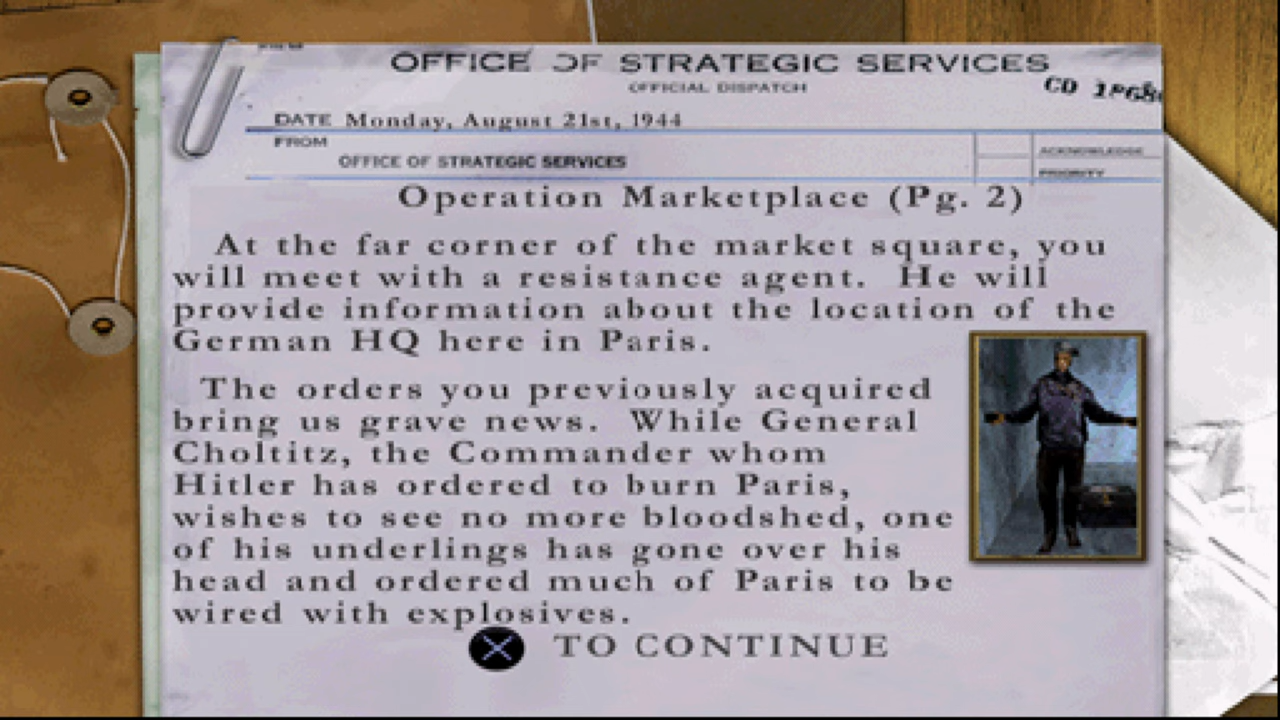 OFFICE OF STRATEGIC SERVICES
OFFICIAL DISPATCH
DATE Monday, August 21st, 1944
FROM
OFFICE OF STRATEGIC SERVICES
ACKNOWLEDGE
PRIORITY
Operation Marketplace (Pg. 2)
At the far corner of the market square, you
will meet with a resistance agent. He will
provide information about the location of the
German HQ here in Paris.
The orders you previously acquired
bring us grave news. While General
Choltitz, the Commander whom
Hitler has ordered to burn Paris,
wishes to see no more bloodshed, one
of his underlings has gone over his
head and ordered much of Paris to be
wired with explosives.
TO CONTINUE